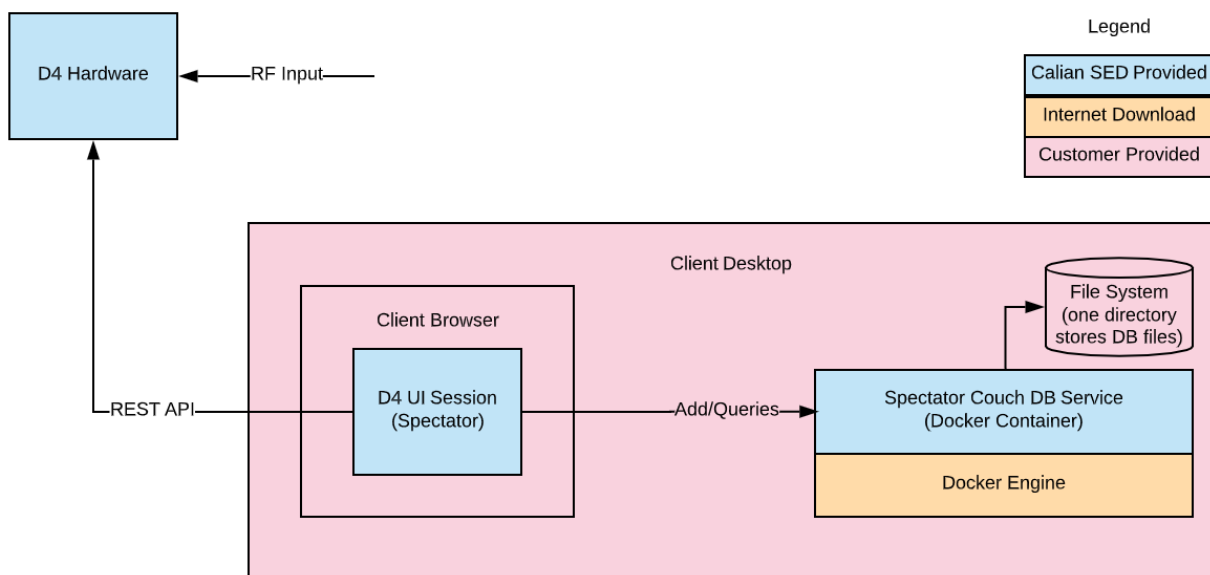 Legend
D4 Hardware
RF Input
Calian SED Provided
Internet Download
Customer Provided
Client Desktop
File System
(one directory
stores DB files)
Client Browser
D4 UI Session
(Spectator)
REST API
Add/Queries
Spectator Couch DB Service
(Docker Container)
Docker Engine